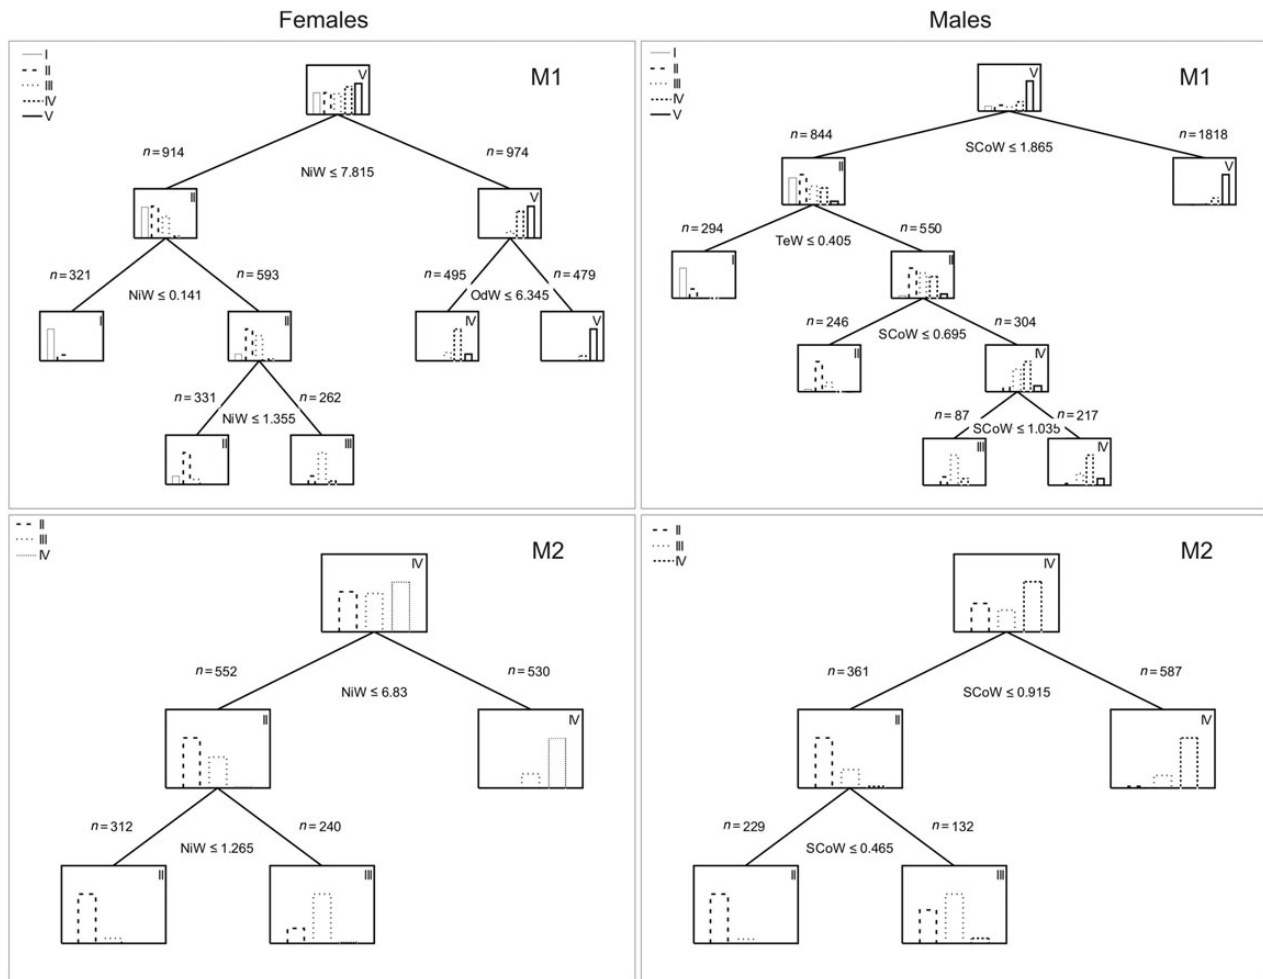 Females
Males
I
II
III
IV
V
M1
V
n=914
n=974
NiW ≤ 7.815
II
V
n=321
n=593
n=495
n=479
NiW ≤ 0.141
OdW ≤ 6.345
I
II
IV
V
n=331
n=262
NiW ≤ 1.355
II
III
I
II
III
IV
V
M1
V
n=844
n=1818
SCoW ≤ 1.865
II
V
n=294
n=550
TeW ≤ 0.405
I
II
n=246
n=304
SCoW ≤ 0.695
II
IV
n=87
n=217
SCoW ≤ 1.035
III
IV
II
III
IV
M2
IV
n=552
n=530
NiW ≤ 6.83
II
IV
n=312
n=240
NiW ≤ 1.265
II
III
II
III
IV
M2
IV
n=361
n=587
SCoW ≤ 0.915
II
IV
n=229
n=132
SCoW ≤ 0.465
II
III